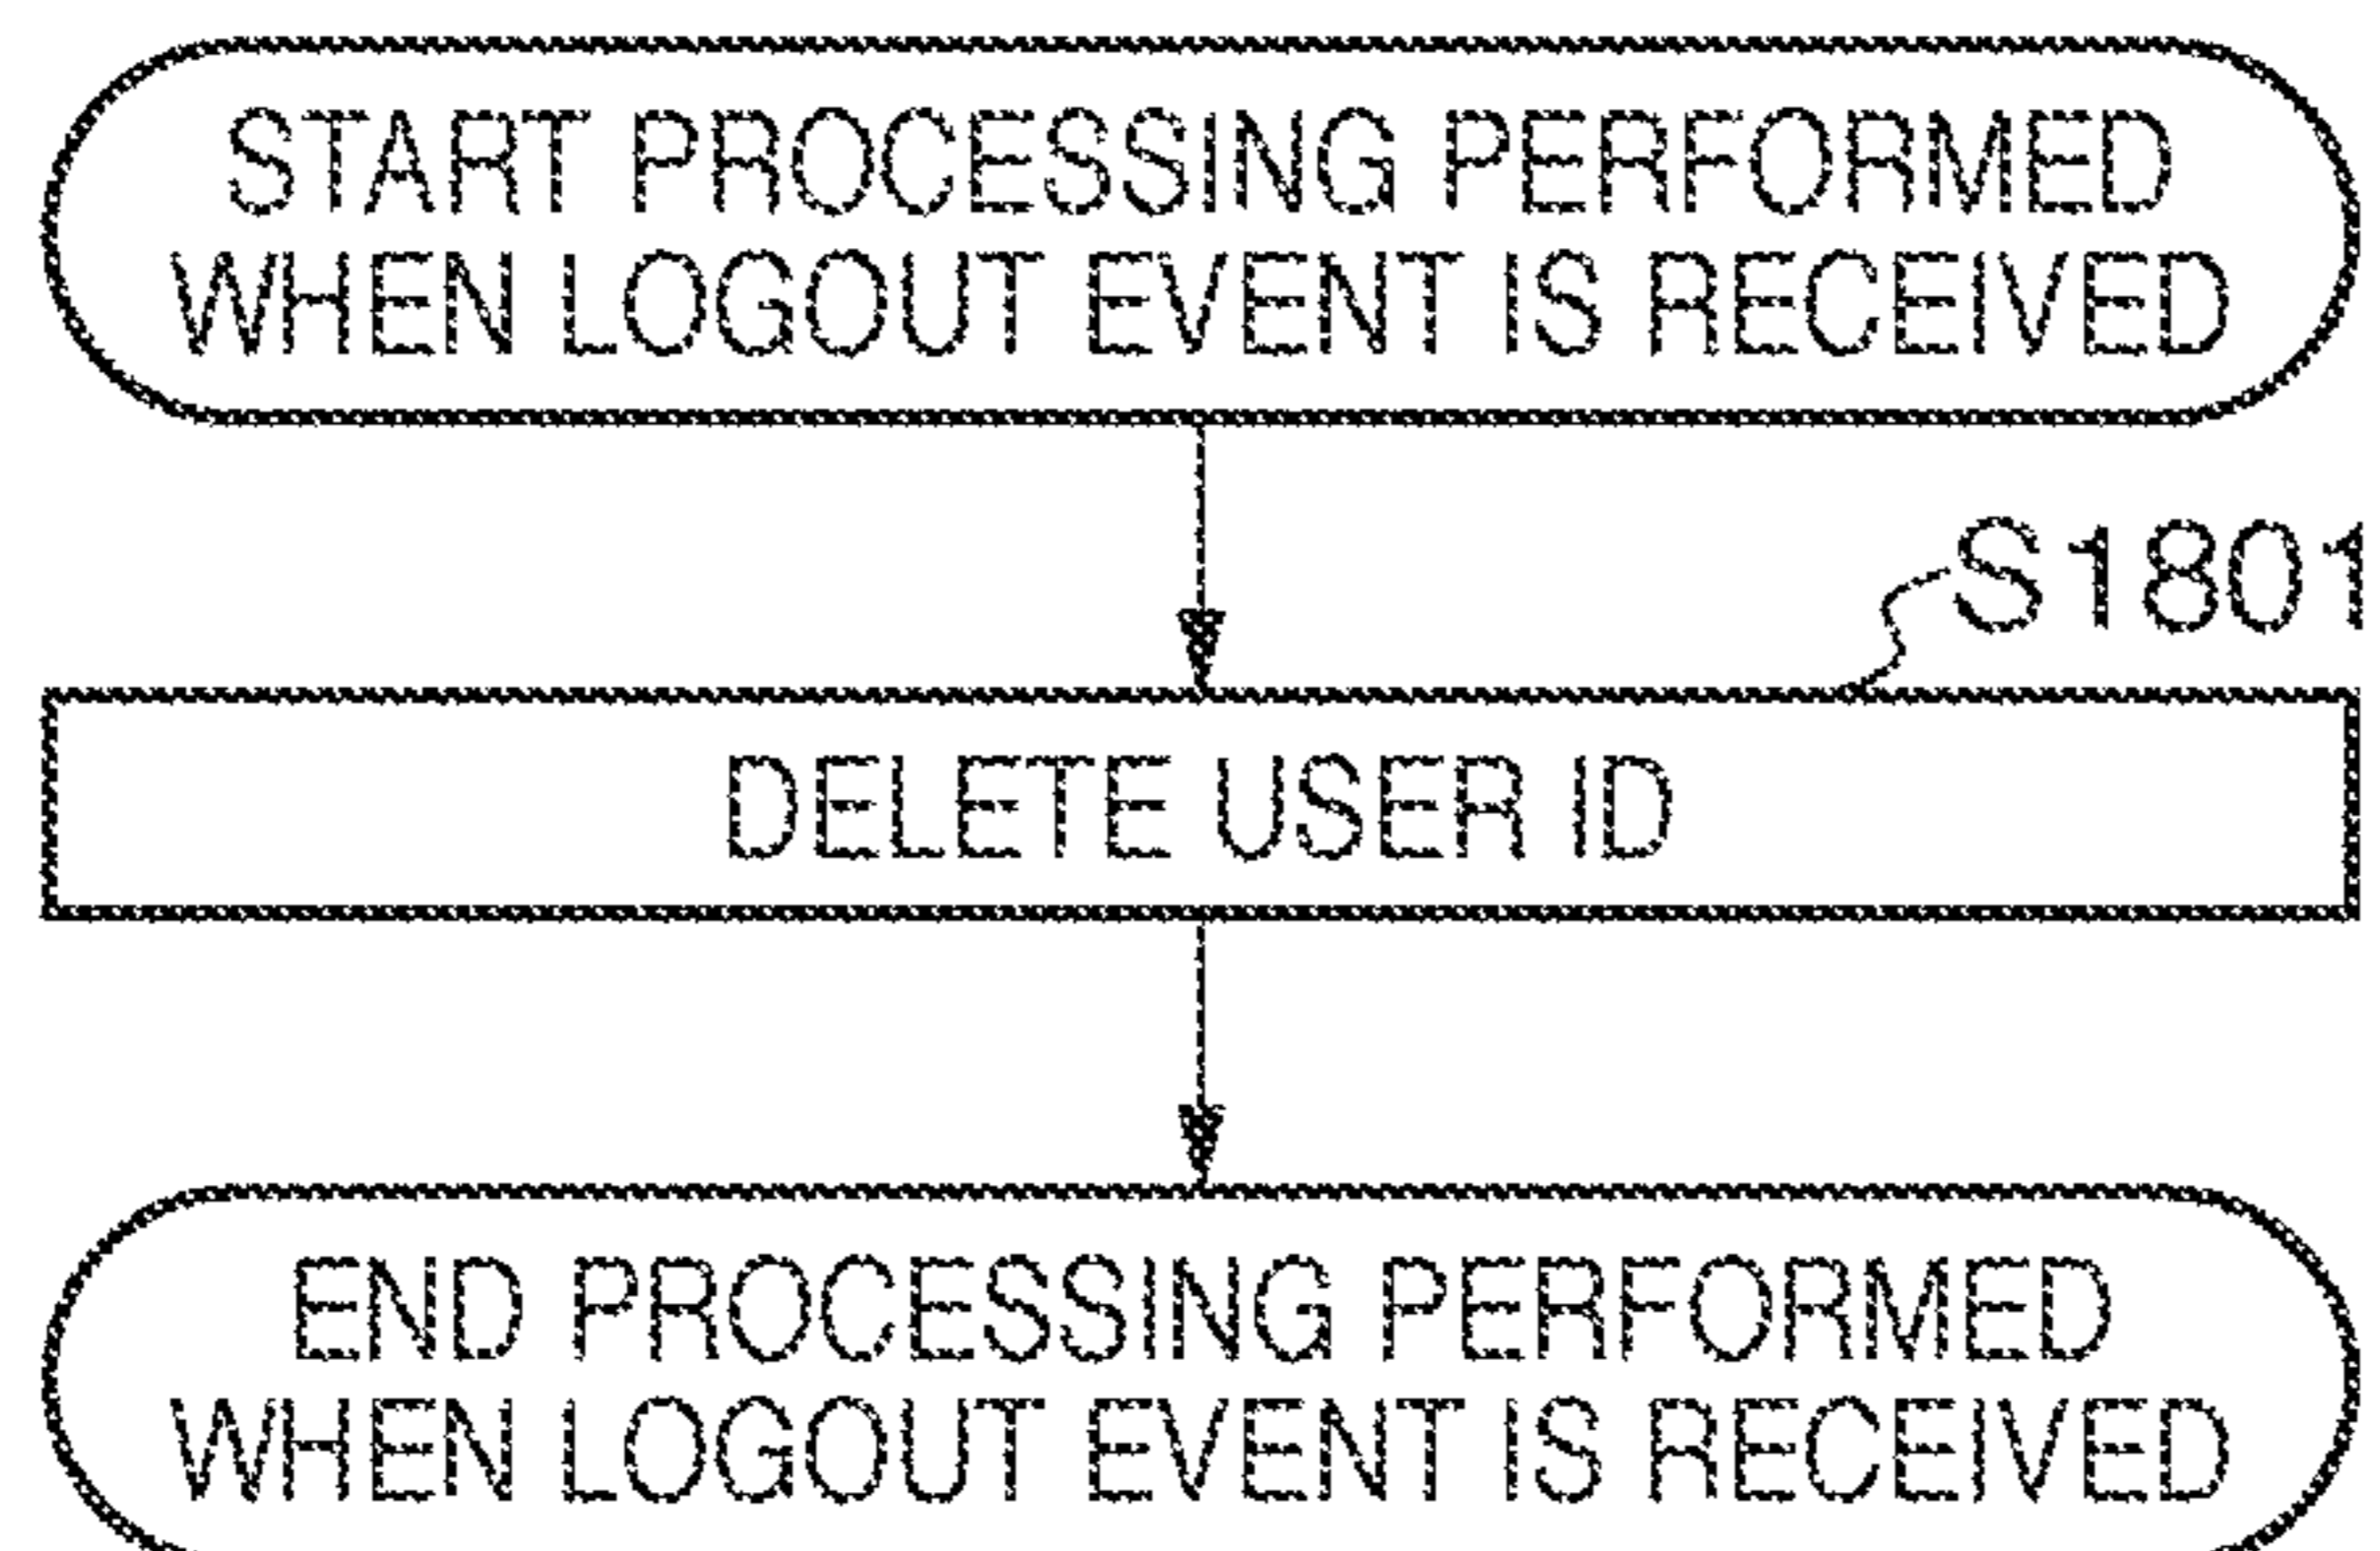 START PROCESSING PERFORMED
WHEN LOGOUT EVENT IS RECEIVED
S1801
DELETE USER ID
END PROCESSING PERFORMED
WHEN LOGOUT EVENT IS RECEIVED